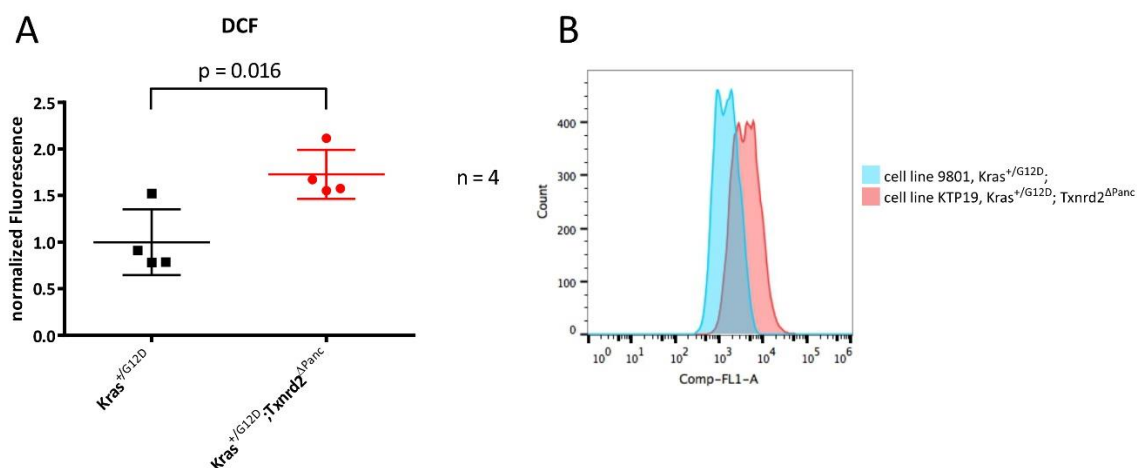 A
DCF
p = 0.016
2.5
2.0
1.5
1.0
0.5
0.0
normalized Fluorescence
Kras+/G12D
Kras+/G12D;Txnrd2ΔPanc
n = 4
B
400
300
200
100
0
Count
10^0 10^1 10^2 10^3 10^4 10^5 10^6
Comp-FL1-A
cell line 9801, Kras+/G12D;
cell line KTP19, Kras+/G12D; Txnrd2ΔPanc